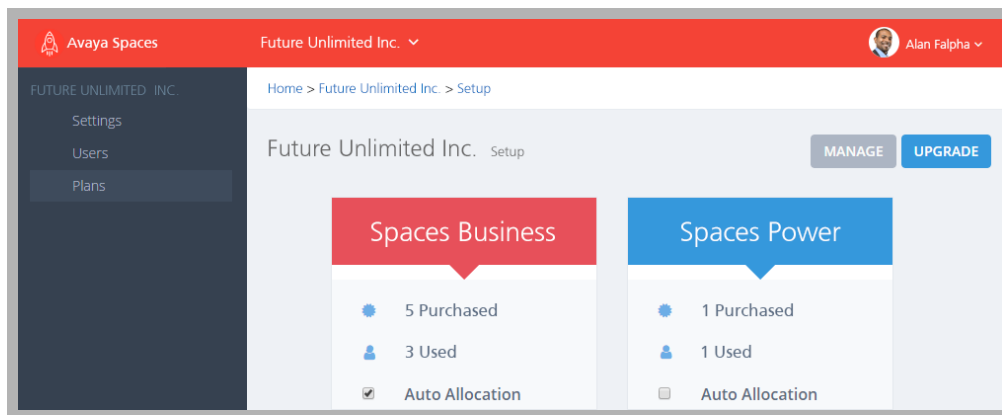 Avaya Spaces
Future Unlimited Inc.
Alan Falpha
FUTURE UNLIMITED INC.
Settings
Users
Plans
Home > Future Unlimited Inc. > Setup
Future Unlimited Inc. Setup
MANAGE
UPGRADE
Spaces Business
5 Purchased
3 Used
Auto Allocation
Spaces Power
1 Purchased
1 Used
Auto Allocation